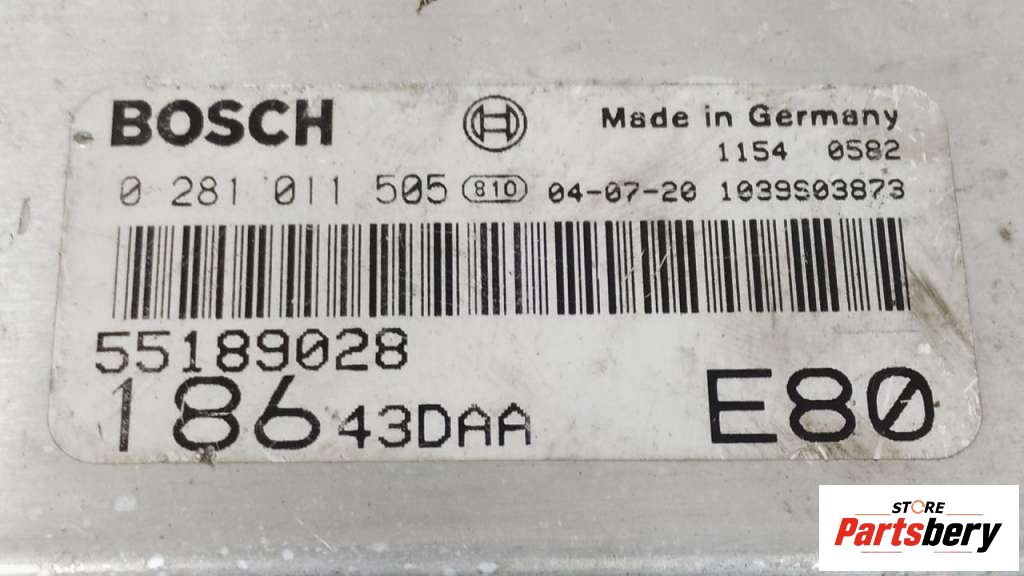 BOSCH
Made in Germany
1154 0582
0 281 011 505 810 04-07-20 1039S03873
55189028
186 43DAA E80
STORE
Partsbery